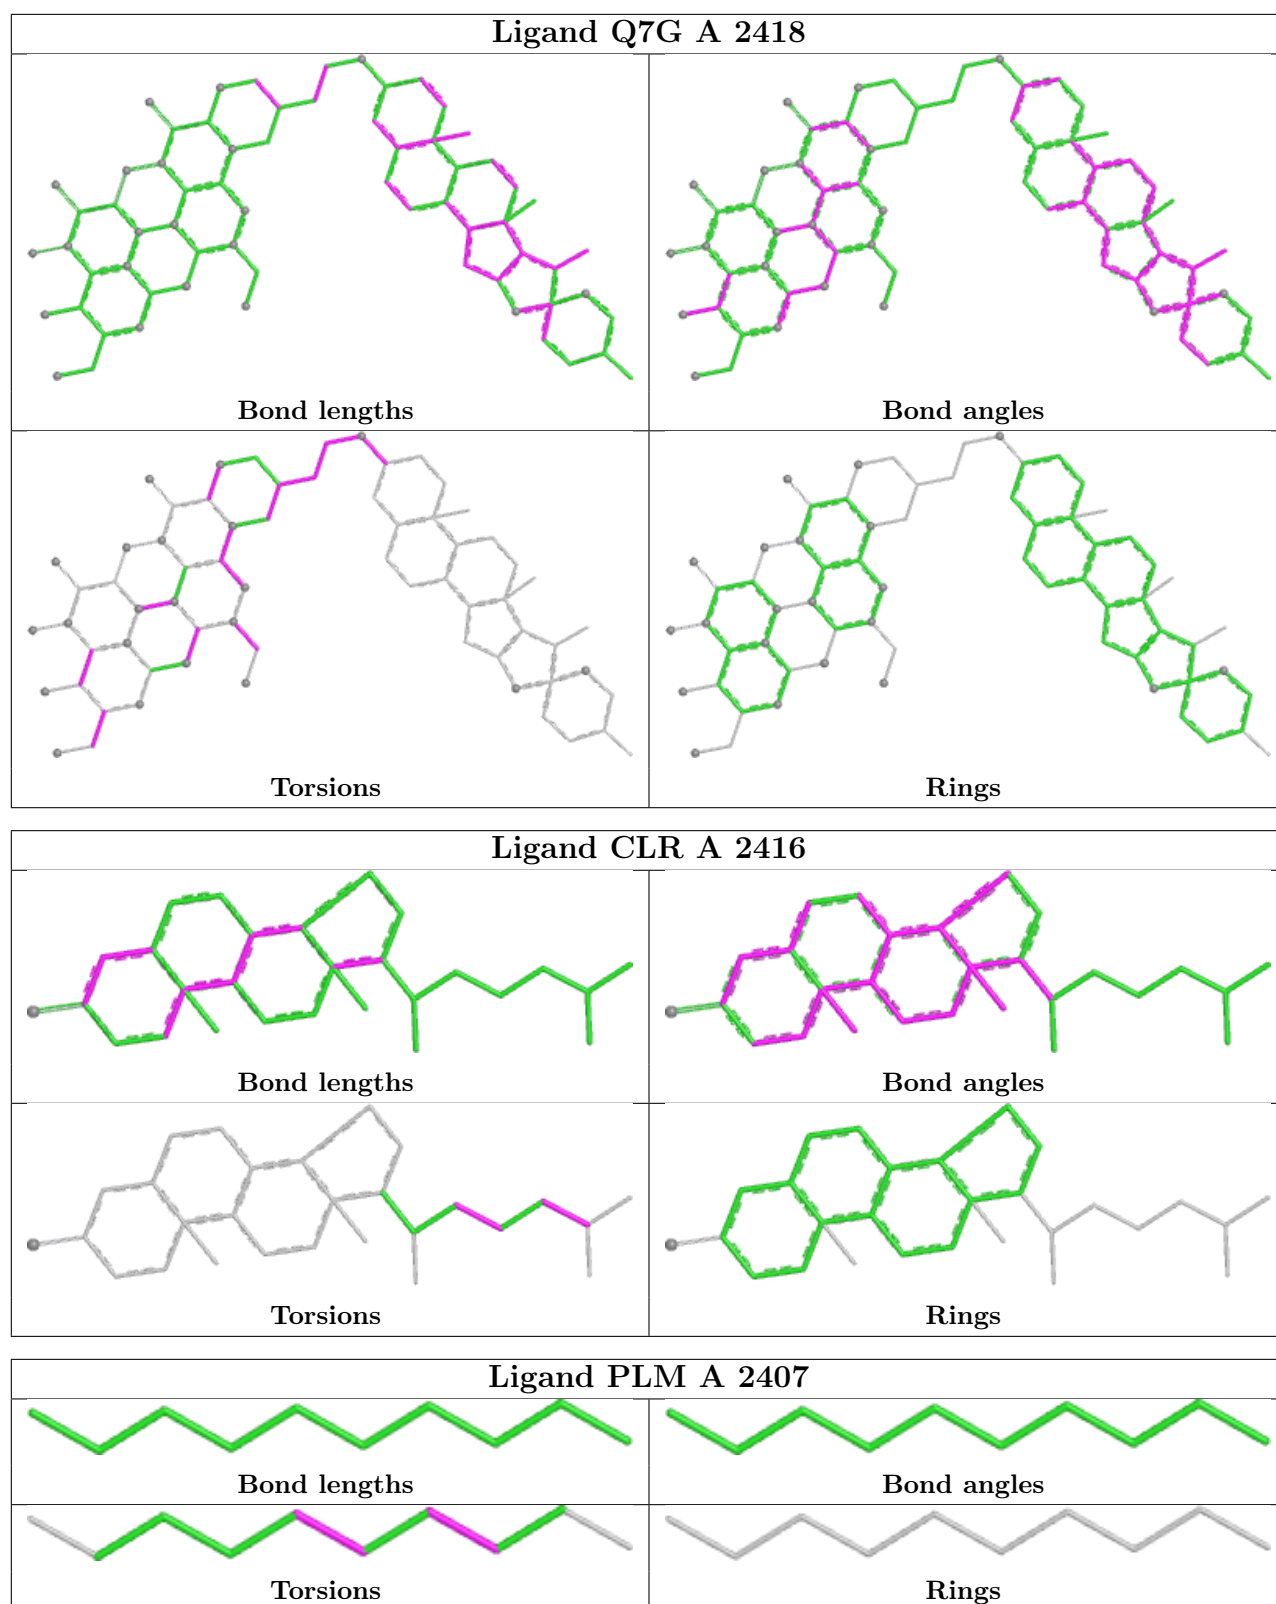 Ligand Q7G A 2418
Bond lengths
Bond angles
Torsions
Rings
Ligand CLR A 2416
Bond lengths
Bond angles
Torsions
Rings
Ligand PLM A 2407
Bond lengths
Bond angles
Torsions
Rings